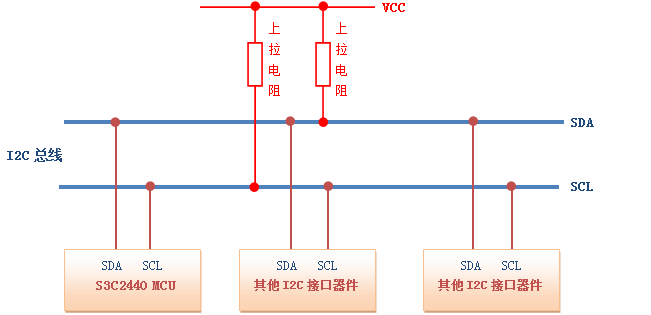 VCC
上拉电阻
上拉电阻
SDA
I2C 总线
SCL
SDA SCL
S3C2440 MCU
SDA SCL
其他 I2C 接口器件
SDA SCL
其他 I2C 接口器件